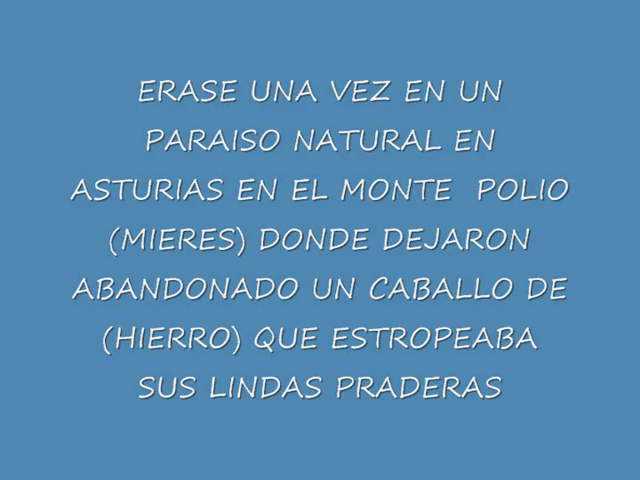 ERASE UNA VEZ EN UN
PARAISO NATURAL EN
ASTURIAS EN EL MONTE POLIO
(MIERES) DONDE DEJARON
ABANDONADO UN CABALLO DE
(HIERRO) QUE ESTROPEABA
SUS LINDAS PRADERAS